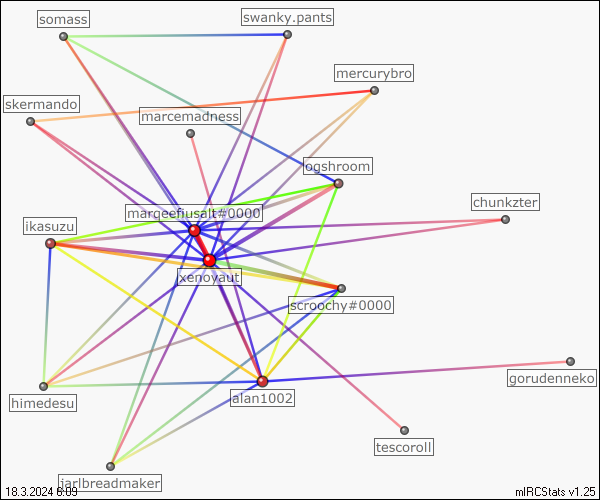 somass
swanky.pants
mercurybro
skermando
marcemadness
ogshroom
chunkzter
margeefiusalt#0000
ikasuzu
xenoyaut
scroochy#0000
gorudenneko
himedesu
alan1002
tescoroll
jarlbreadmaker
18.3.2024 6:09
mIRCStats v1.25